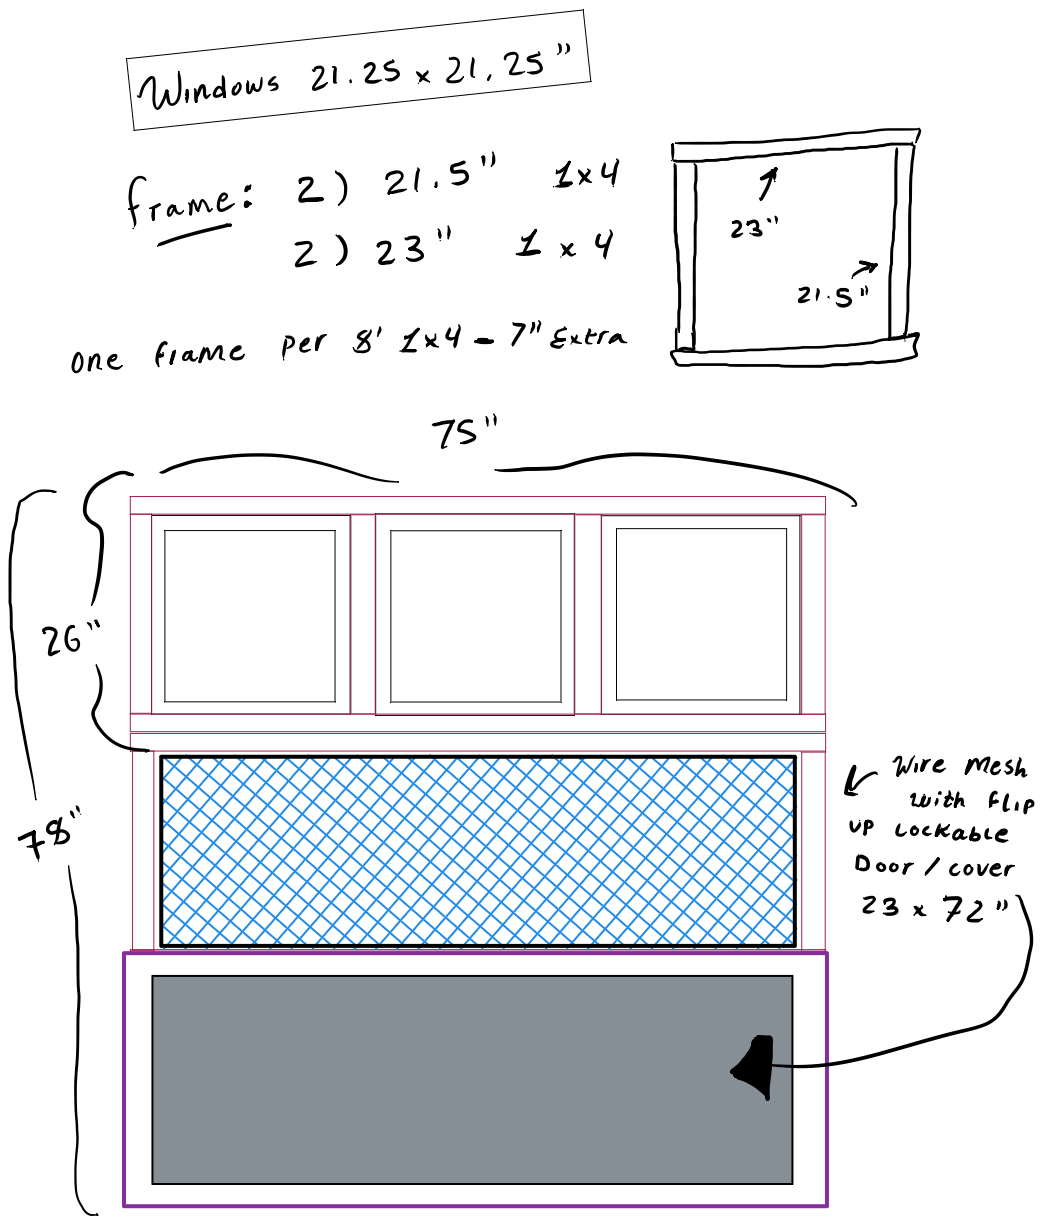 Windows 21.25 x 21.25"
frame: 2) 21.5" 1x4
2) 23" 1 x 4
23"
21.5"
one frame per 8' 1x4 - 7" Extra
75"
26"
78"
Wire Mesh
with flip
up Lockable
Door / cover
23 x 72"